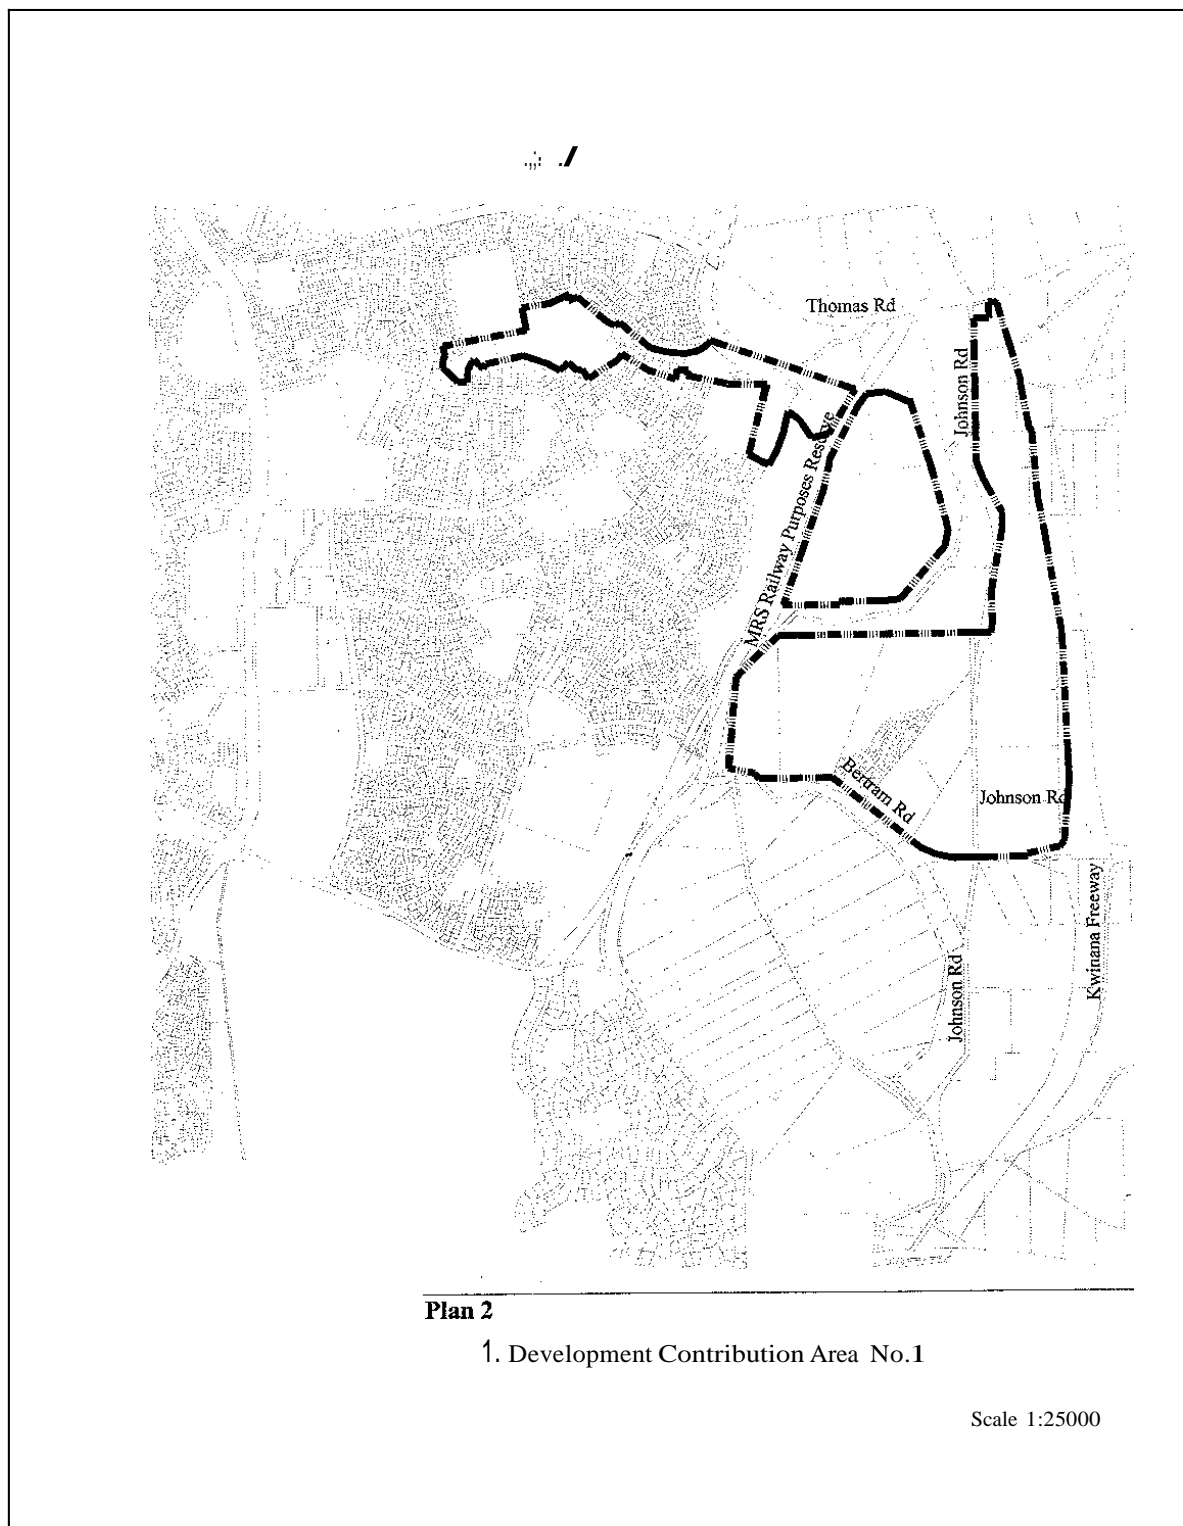 Thomas Rd
Johnson Rd
MRS Railway Purposes Reserve
Bertram Rd
Johnson Rd
Kwinana Freeway
Johnson Rd
Plan 2
1. Development Contribution Area No.1
Scale 1:25000